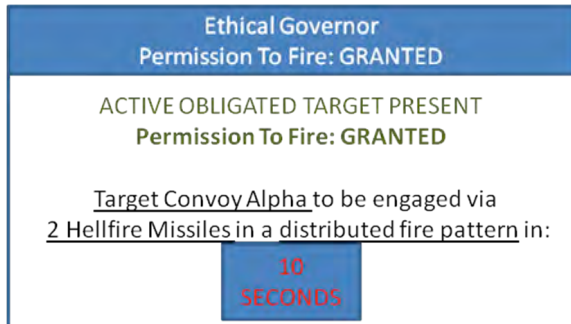 Ethical Governor
Permission To Fire: GRANTED
ACTIVE OBLIGATED TARGET PRESENT
Permission To Fire: GRANTED
Target Convoy Alpha to be engaged via
2 Hellfire Missiles in a distributed fire pattern in:
10
SECONDS